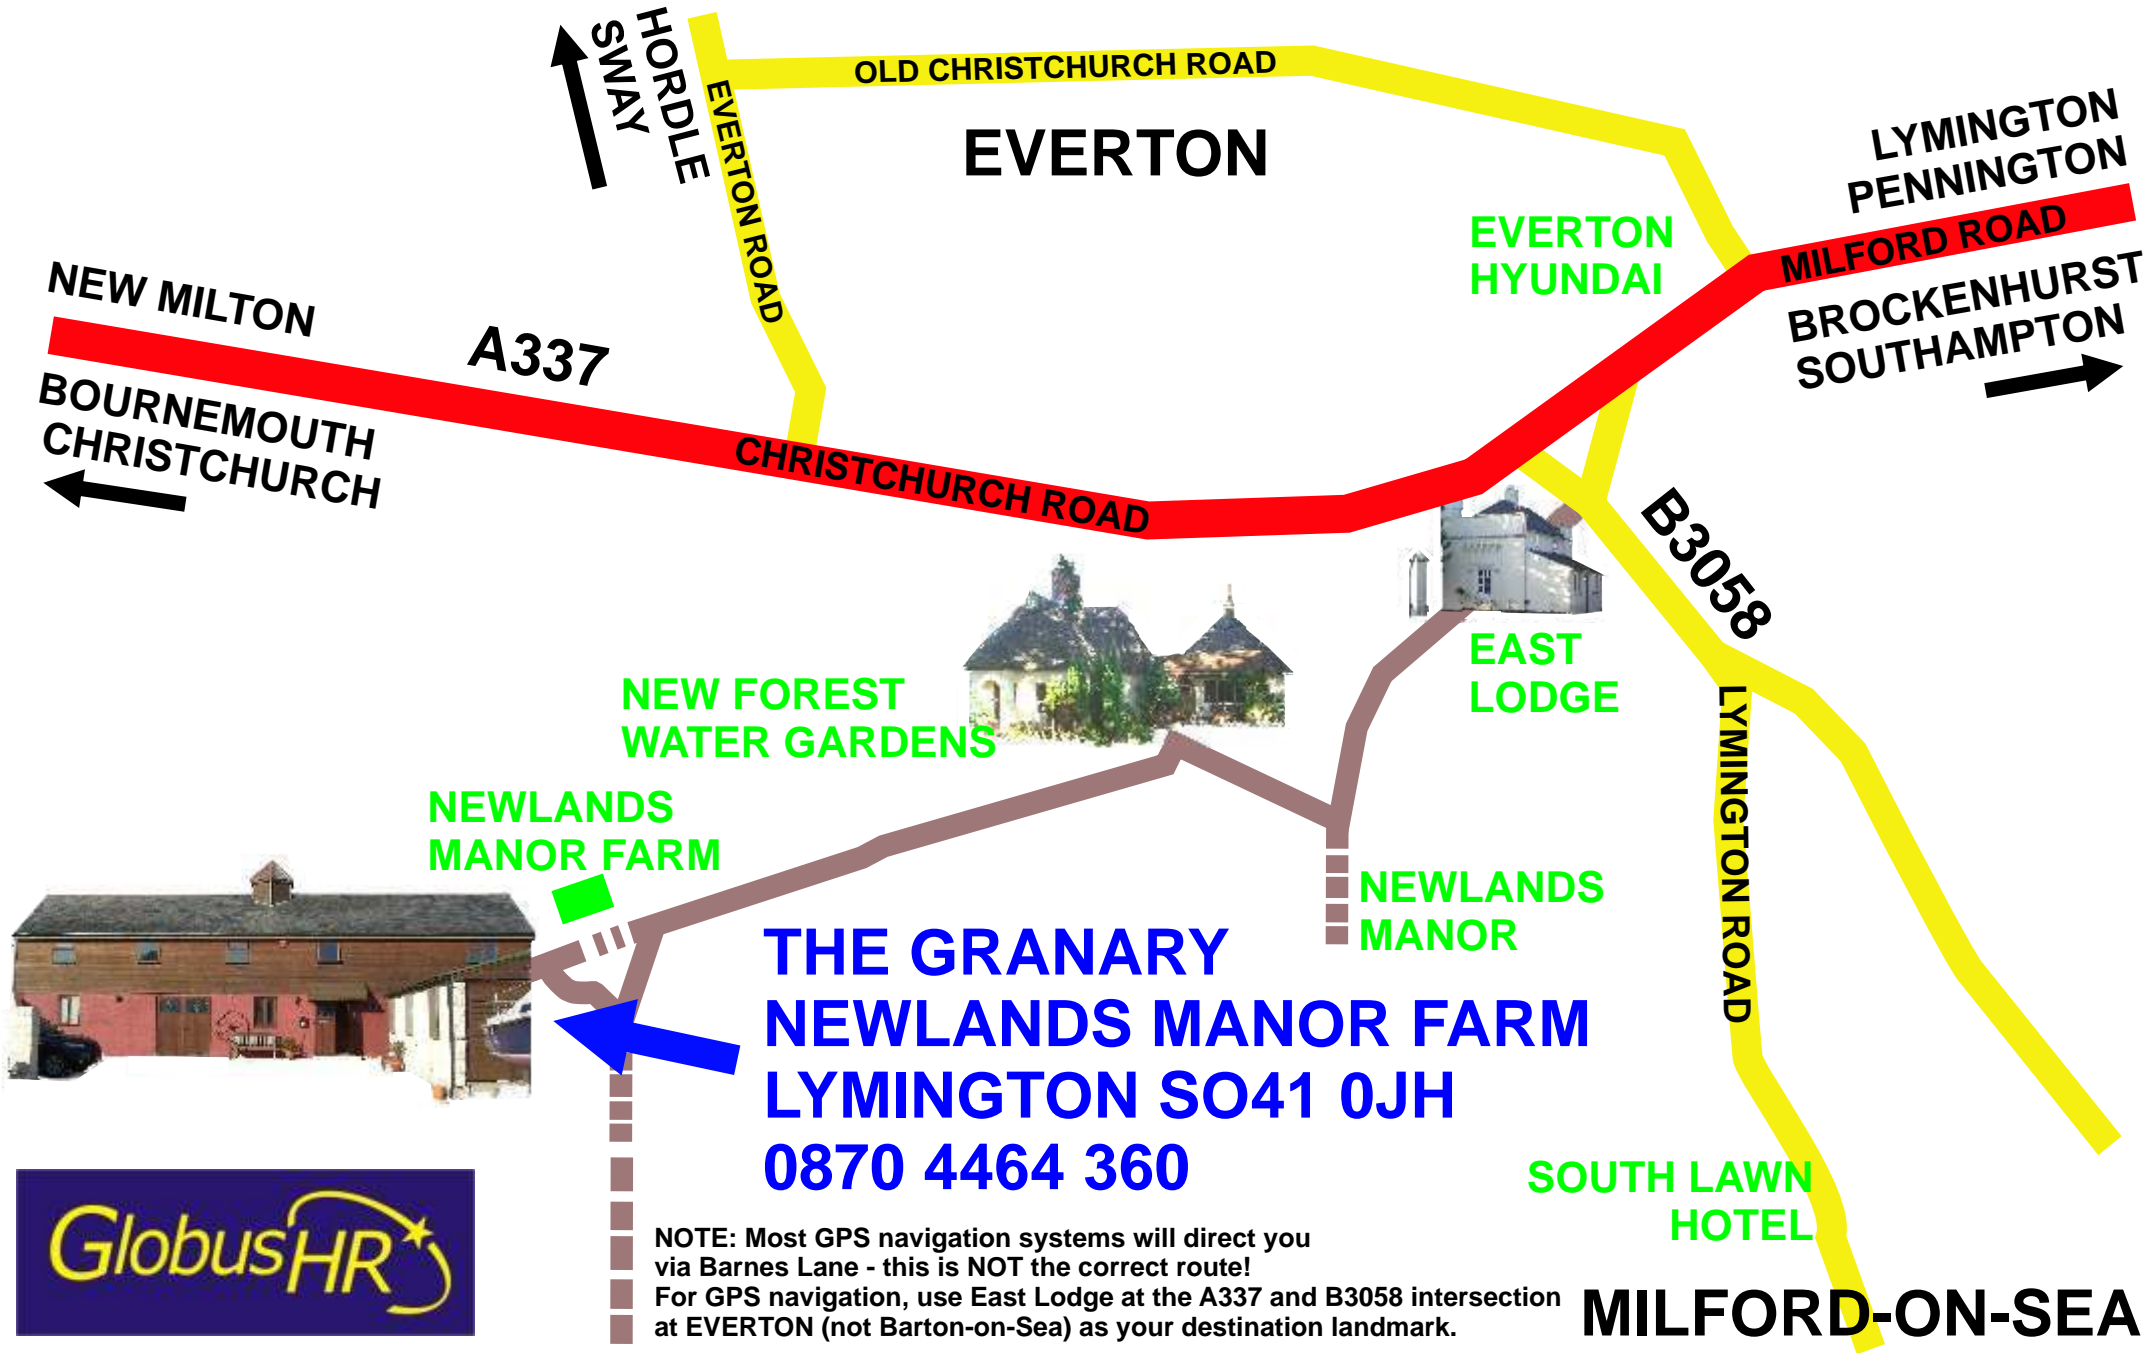 HORDLE
SWAY
EVERTON ROAD
OLD CHRISTCHURCH ROAD
EVERTON
LYMINGTON
PENNINGTON
MILFORD ROAD
BROCKENHURST
SOUTHAMPTON
EVERTON
HYUNDAI
NEW MILTON
A337
BOURNEMOUTH
CHRISTCHURCH
CHRISTCHURCH ROAD
B3058
EAST
LODGE
NEW FOREST
WATER GARDENS
LYMINGTON ROAD
NEWLANDS
MANOR FARM
NEWLANDS
MANOR
THE GRANARY
NEWLANDS MANOR FARM
LYMINGTON SO41 0JH
0870 4464 360
SOUTH LAWN
HOTEL
GlobusHR
NOTE: Most GPS navigation systems will direct you
via Barnes Lane - this is NOT the correct route!
For GPS navigation, use East Lodge at the A337 and B3058 intersection
at EVERTON (not Barton-on-Sea) as your destination landmark.
MILFORD-ON-SEA